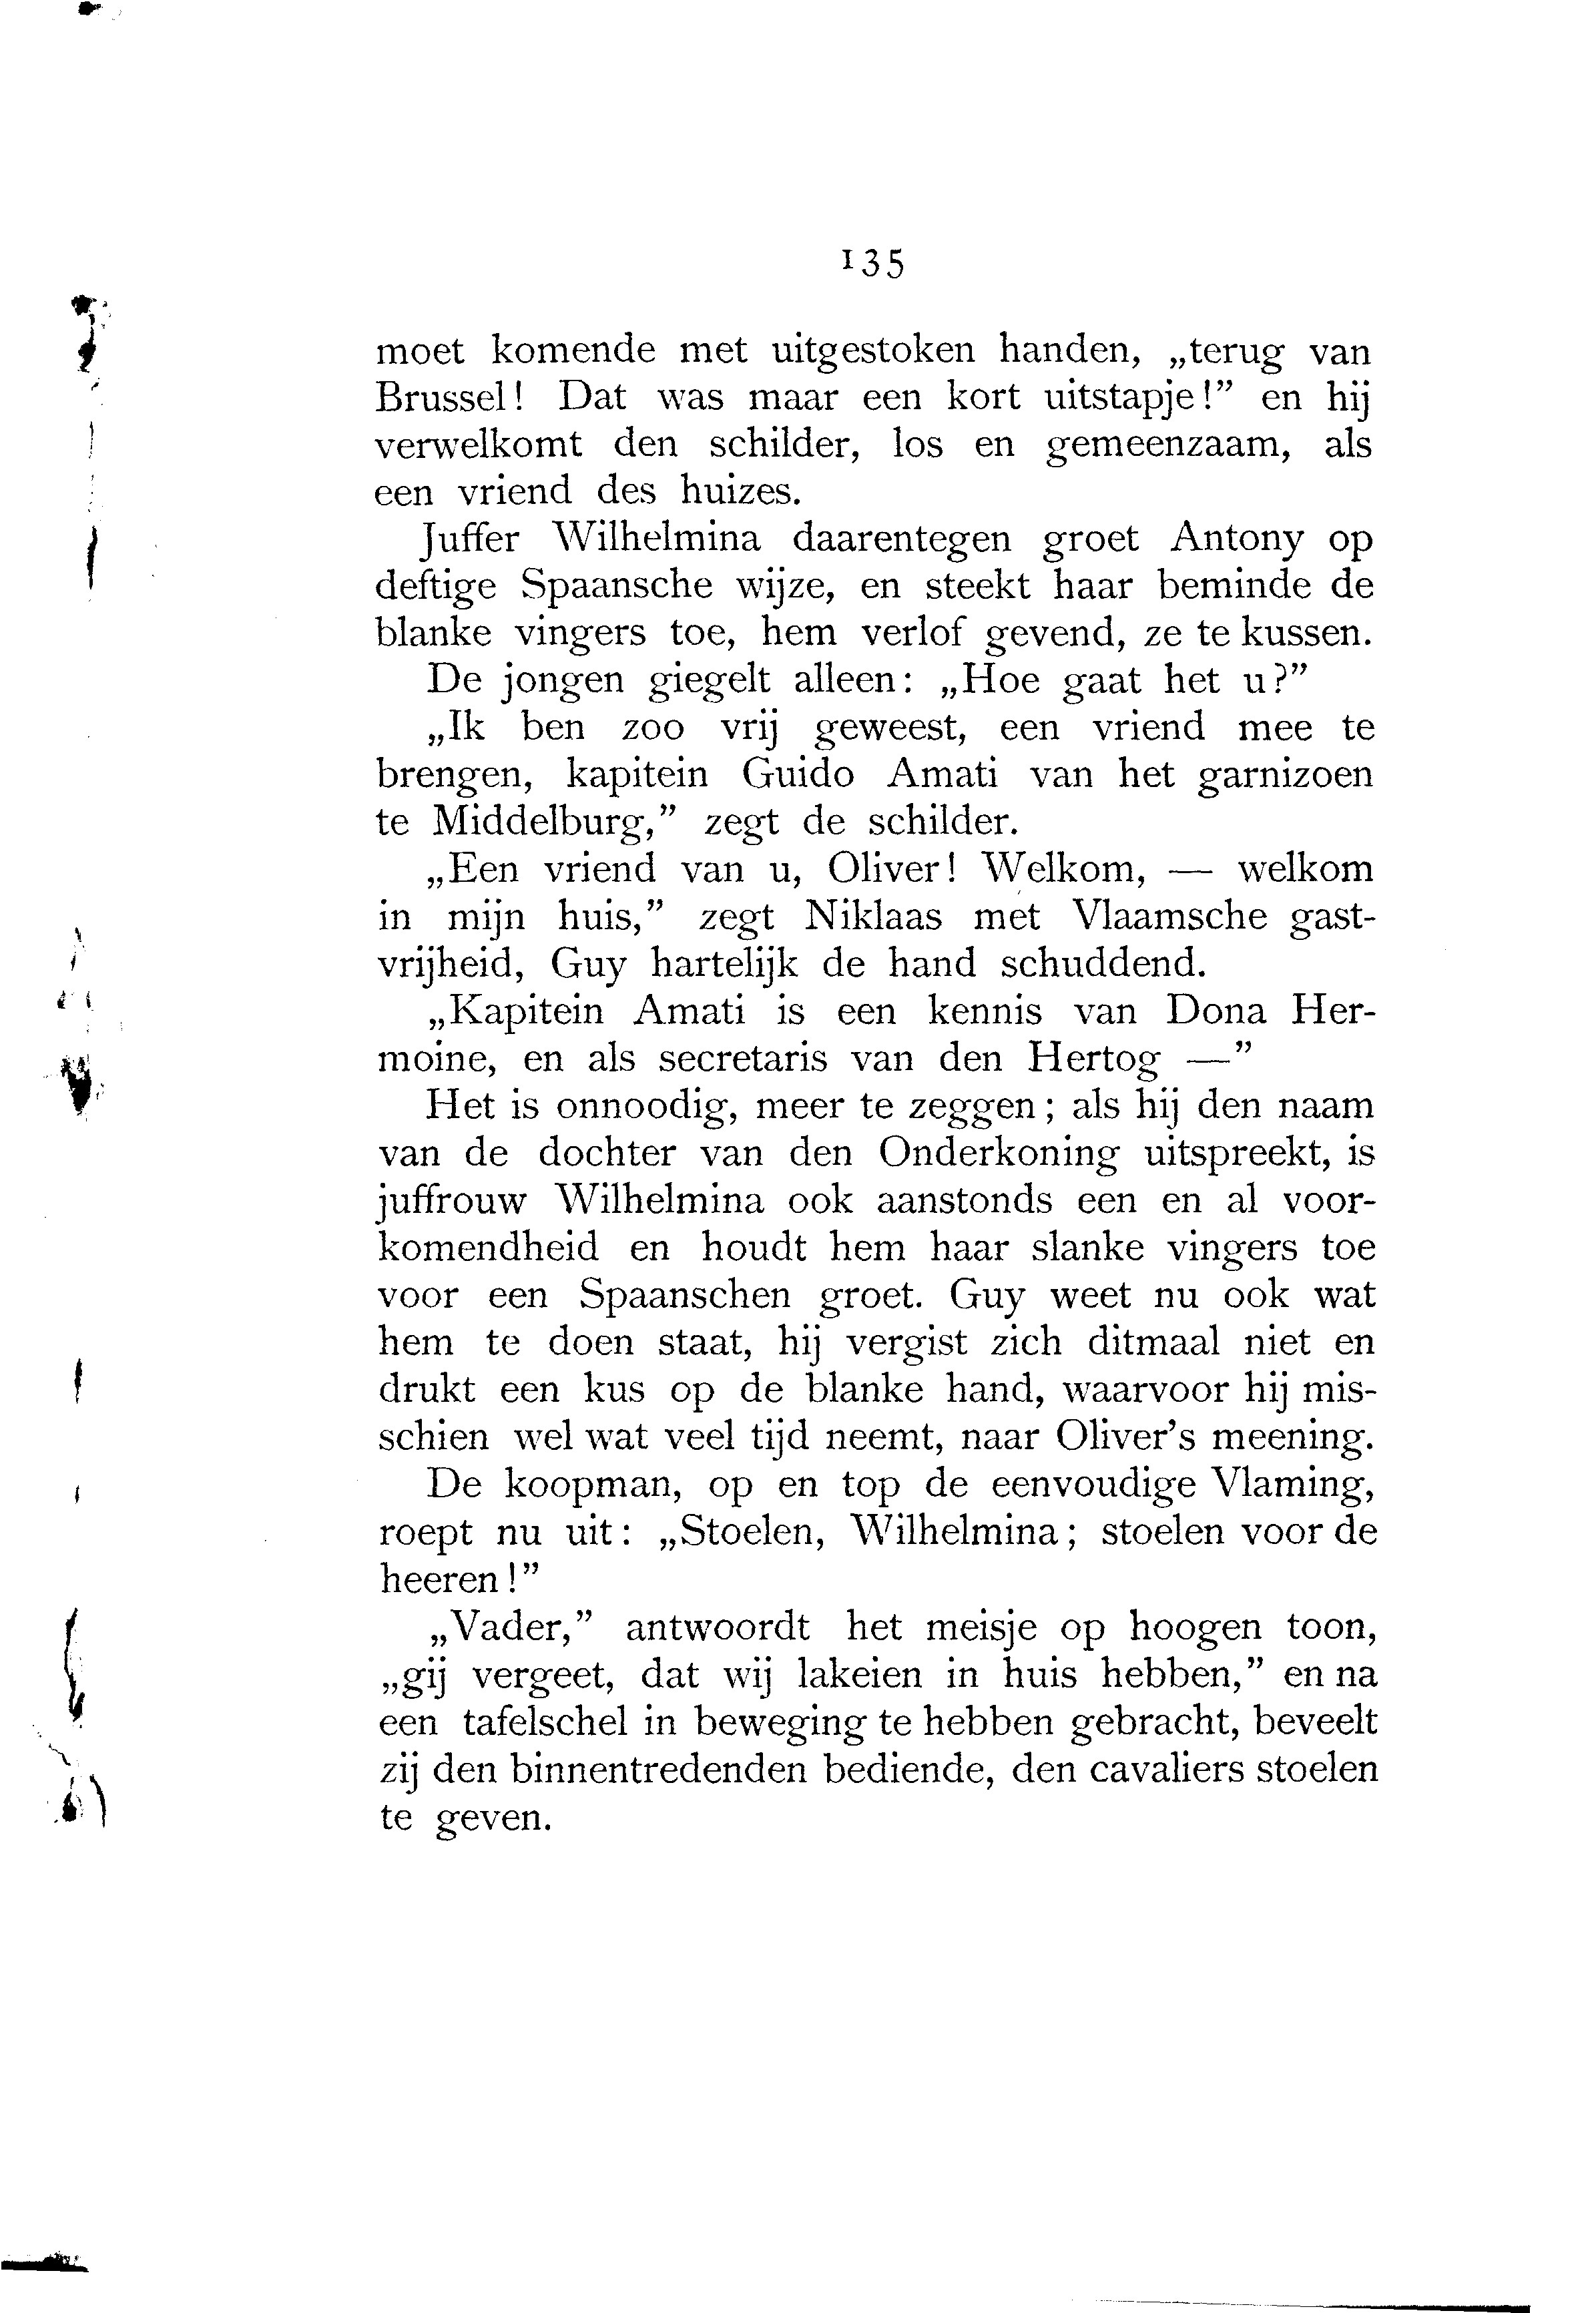 135
moet komende met uitgestoken handen, „terug van
Brussel! Dat was maar een kort uitstapje!” en hij
verwelkomt den schilder, los en gemeenzaam, als
een vriend des huizes.
Juffer Wilhelmina daarentegen groet Antony op
deftige Spaansche wijze, en steekt haar beminde de
blanke vingers toe, hem verlof gevend, ze te kussen.
De jongen giegelt alleen: „Hoe gaat het u?”
„Ik ben zoo vrij geweest, een vriend mee te
brengen, kapitein Guido Amati van het garnizoen
te Middelburg,” zegt de schilder.
„Een vriend van u, Oliver! Welkom, — welkom
in mijn huis,” zegt Niklaas met Vlaamsche gast-
vrijheid, Guy hartelijk de hand schuddend.
„Kapitein Amati is een kennis van Dona Her-
moine, en als secretaris van den Hertog —”
Het is onnoodig, meer te zeggen; als hij den naam
van de dochter van den Onderkoning uitspreekt, is
juffrouw Wilhelmina ook aanstonds een en al voor-
komendheid en houdt hem haar slanke vingers toe
voor een Spaanschen groet. Guy weet nu ook wat
hem te doen staat, hij vergist zich ditmaal niet en
drukt een kus op de blanke hand, waarvoor hij mis-
schien wel wat veel tijd neemt, naar Oliver’s meening.
De koopman, op en top de eenvoudige Vlaming,
roept nu uit: „Stoelen, Wilhelmina; stoelen voor de
heeren!”
„Vader,” antwoordt het meisje op hoogen toon,
„gij vergeet, dat wij lakeien in huis hebben,” en na
een tafelschel in beweging te hebben gebracht, beveelt
zij den binnentredenden bediende, den cavaliers stoelen
te geven.